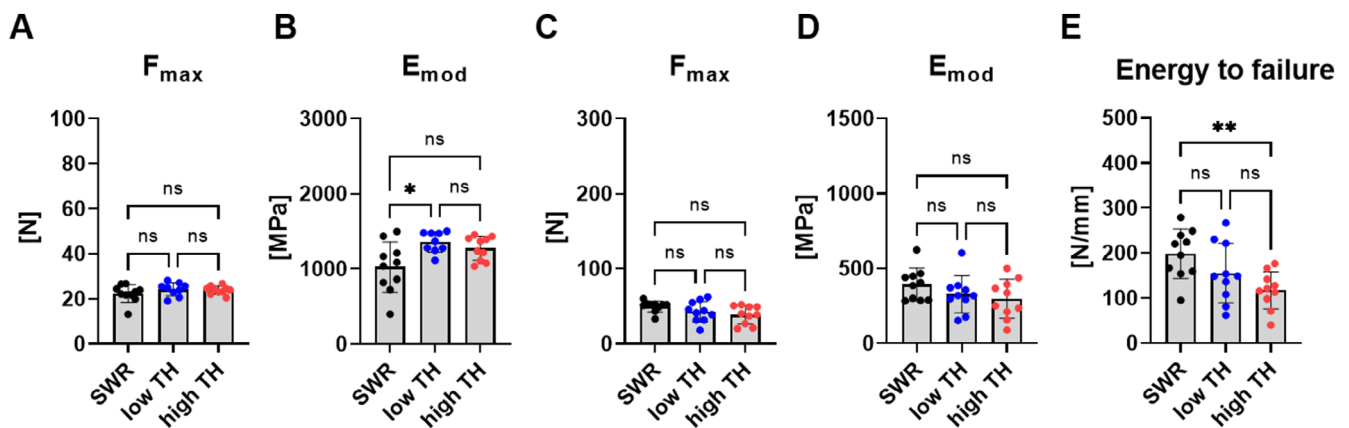 A B C D E
Fmax Emod Fmax Emod Energy to failure
100 80 60 40 20 0
[N]
ns
ns ns
SWR low TH high TH
3000 2000 1000 0
[MPa]
ns
* ns
SWR low TH high TH
300 200 100 0
[N]
ns
ns ns
SWR low TH high TH
1500 1000 500 0
[MPa]
ns
ns ns
SWR low TH high TH
500 400 300 200 100 0
[N/mm]
**
ns ns
SWR low TH high TH